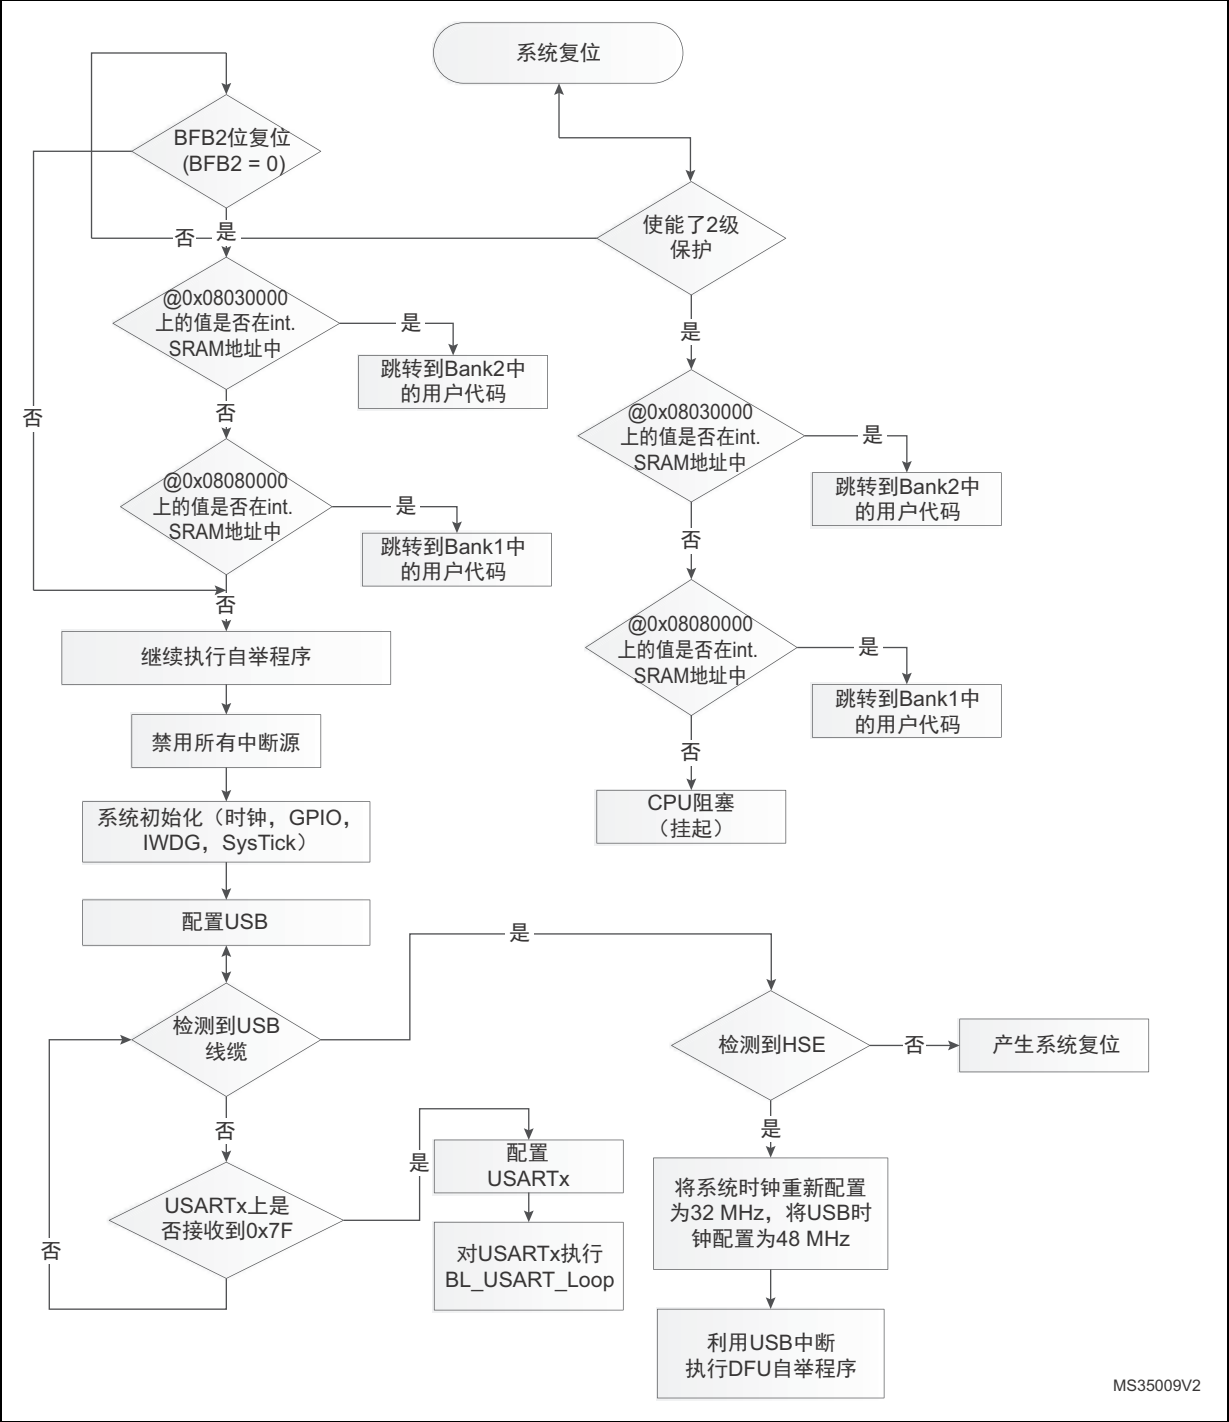 系统复位
BFB2位复位
(BFB2 = 0)
使能了2级
保护
否
是
@0x08030000
上的值是否在int.
SRAM地址中
是
跳转到Bank2中
的用户代码
是
否
否
@0x08030000
上的值是否在int.
SRAM地址中
是
跳转到Bank2中
的用户代码
@0x08080000
上的值是否在int.
SRAM地址中
是
跳转到Bank1中
的用户代码
否
否
@0x08080000
上的值是否在int.
SRAM地址中
是
跳转到Bank1中
的用户代码
继续执行自举程序
禁用所有中断源
否
CPU阻塞
（挂起）
系统初始化（时钟，GPIO，
IWDG，SysTick）
配置USB
是
检测到USB
线缆
检测到HSE
否
产生系统复位
否
是
是
配置
USARTx
USARTx上是
否接收到0x7F
否
对USARTx执行
BL_USART_Loop
将系统时钟重新配置
为32 MHz，将USB时
钟配置为48 MHz
利用USB中断
执行DFU自举程序
MS35009V2